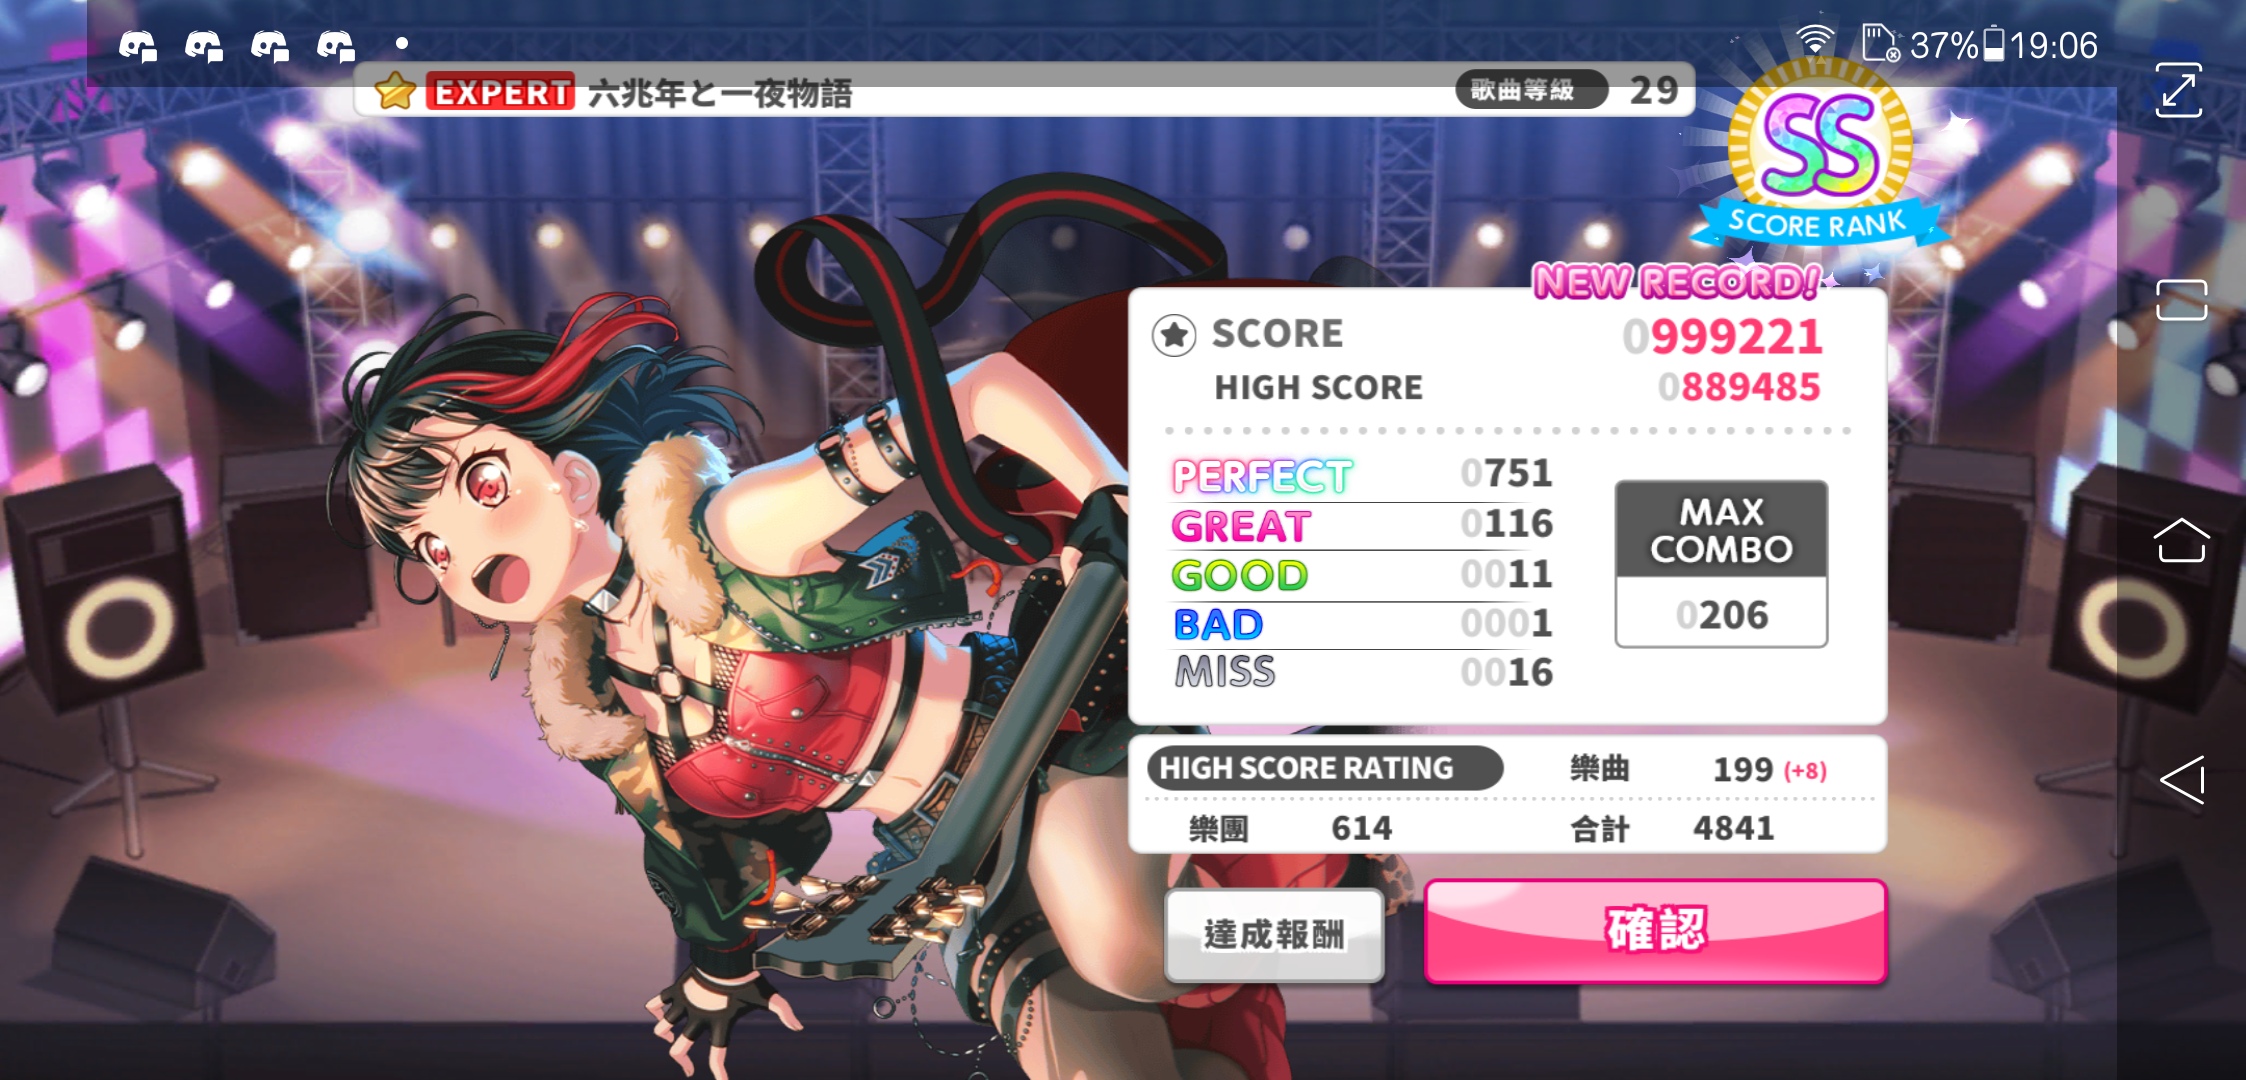 37% 19:06
EXPERT 六兆年と一夜物語 歌曲等級 29
SS
SCORE RANK
NEW RECORD!
SCORE 0999221
HIGH SCORE 0889485
PERFECT 0751
GREAT 0116
GOOD 0011
BAD 0001
MISS 0016
MAX
COMBO
0206
HIGH SCORE RATING 樂曲 199 (+8)
樂團 614 合計 4841
達成報酬 確認